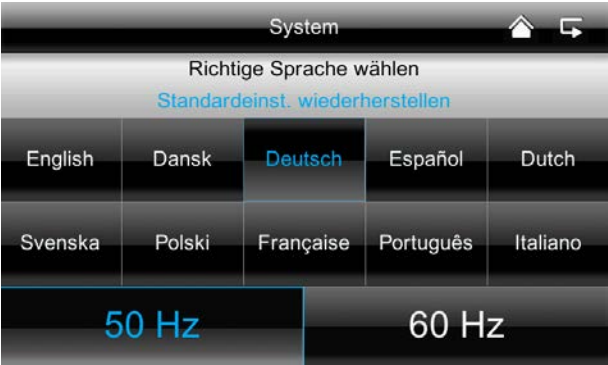 System
Richtige Sprache wählen
Standardeinst. wiederherstellen
English Dansk Deutsch Español Dutch
Svenska Polski Française Português Italiano
50 Hz 60 Hz